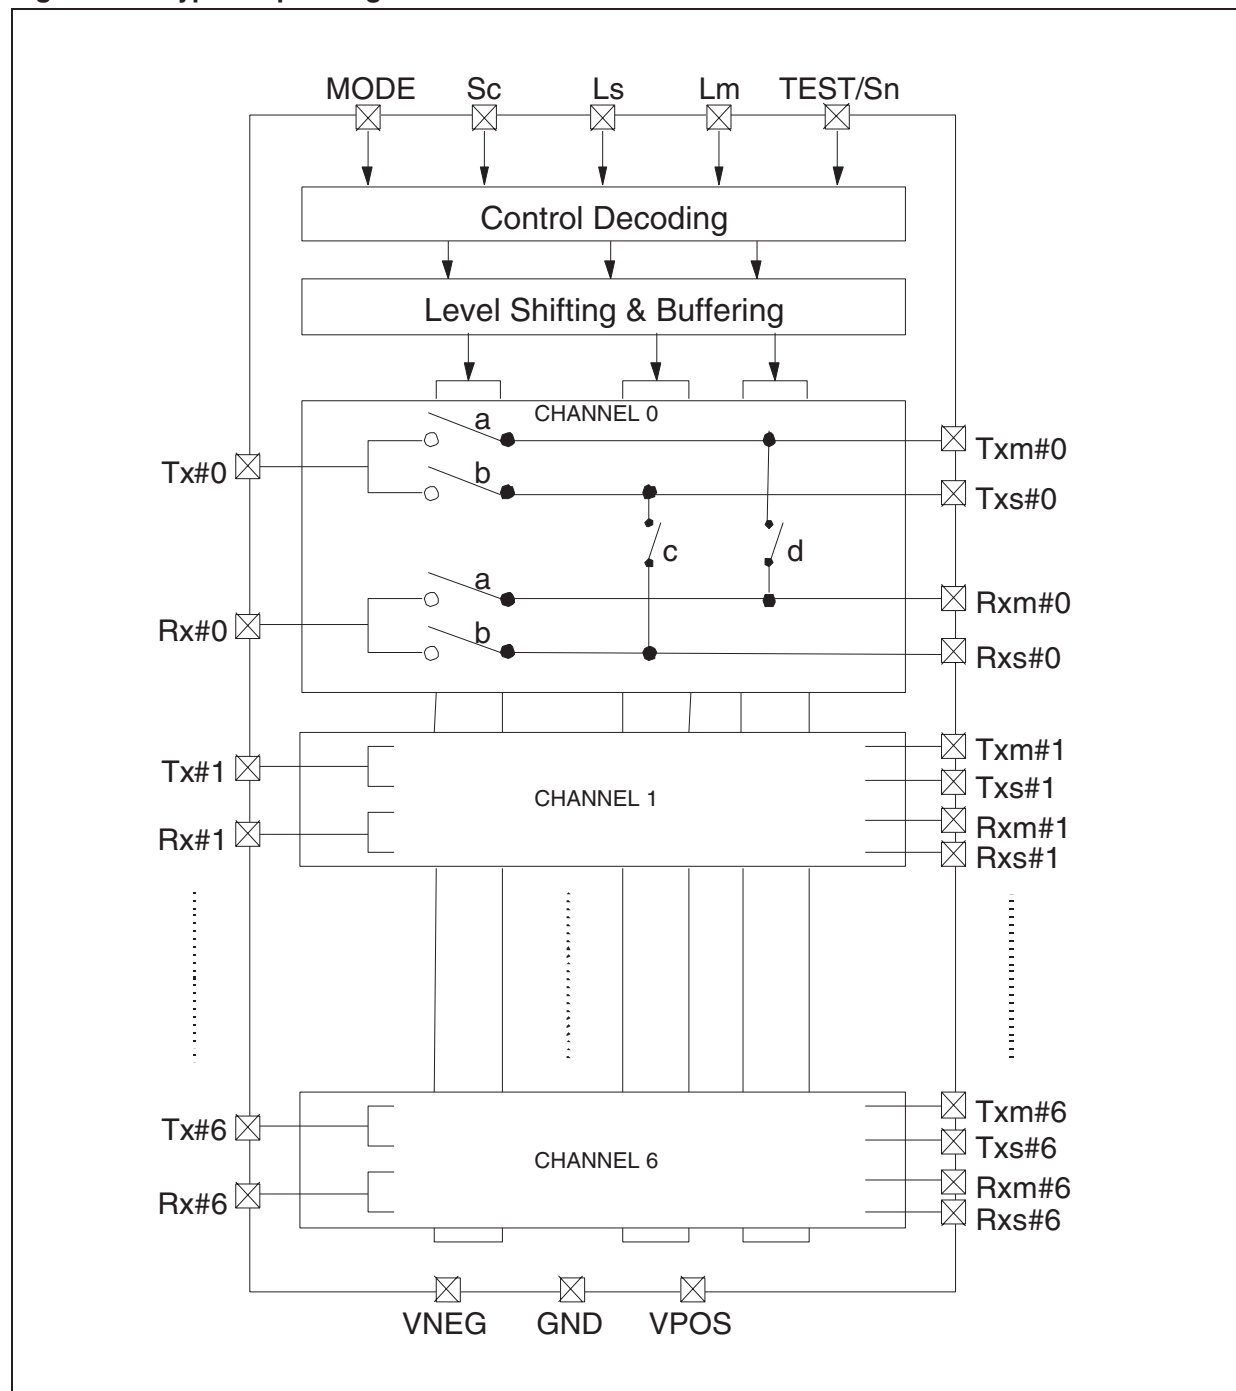 MODE Sc Ls Lm TEST/Sn
Control Decoding
Level Shifting & Buffering
CHANNEL 0
a
Tx#0
b
Txm#0
Txs#0
c
d
a
Rx#0
b
Rxm#0
Rxs#0
Tx#1
Rx#1
CHANNEL 1
Txm#1
Txs#1
Rxm#1
Rxs#1
Tx#6
Rx#6
CHANNEL 6
Txm#6
Txs#6
Rxm#6
Rxs#6
VNEG GND VPOS